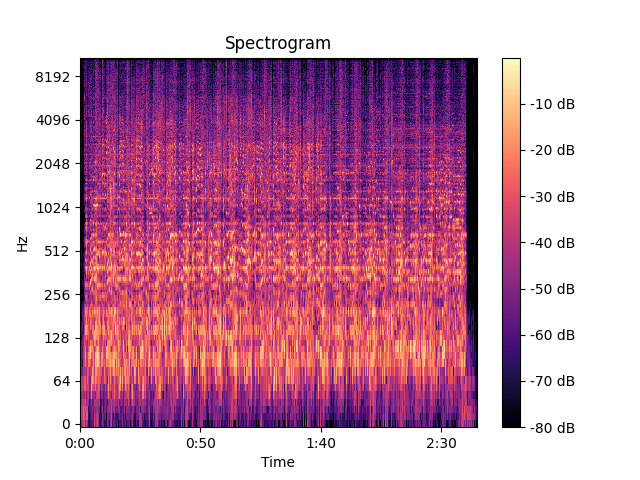 Spectrogram
8192
4096
2048
1024
512
256
128
64
0
Hz
0:00
0:50
1:40
2:30
Time
-10 dB
-20 dB
-30 dB
-40 dB
-50 dB
-60 dB
-70 dB
-80 dB